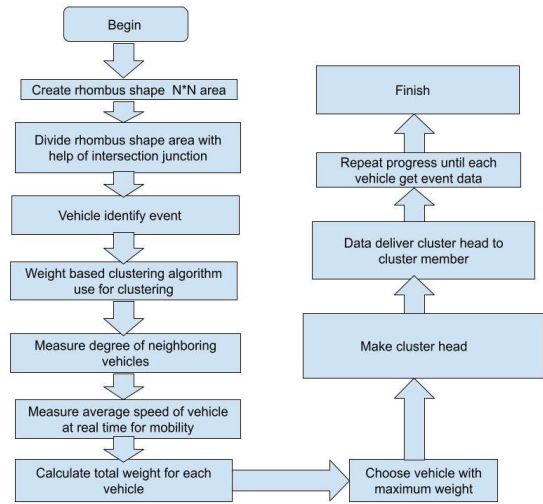 Begin
Create rhombus shape N*N area
Divide rhombus shape area with
help of intersection junction
Vehicle identify event
Weight based clustering algorithm
use for clustering
Measure degree of neighboring
vehicles
Measure average speed of vehicle
at real time for mobility
Calculate total weight for each
vehicle
Choose vehicle with
maximum weight
Make cluster head
Data deliver cluster head to
cluster member
Repeat progress until each
vehicle get event data
Finish